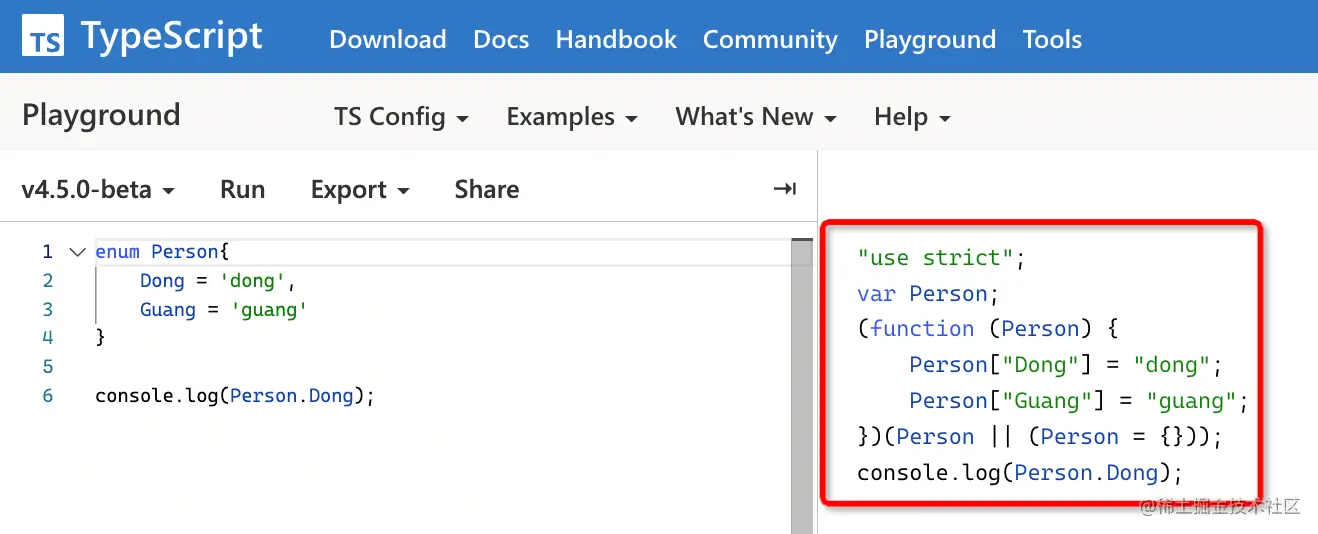 TS TypeScript Download Docs Handbook Community Playground Tools
Playground TS Config Examples What's New Help
v4.5.0-beta Run Export Share
1 enum Person{
2     Dong = 'dong',
3     Guang = 'guang'
4 }
5
6 console.log(Person.Dong);
"use strict";
var Person;
(function (Person) {
    Person["Dong"] = "dong";
    Person["Guang"] = "guang";
})(Person || (Person = {}));
console.log(Person.Dong);
@稀土掘金技术社区